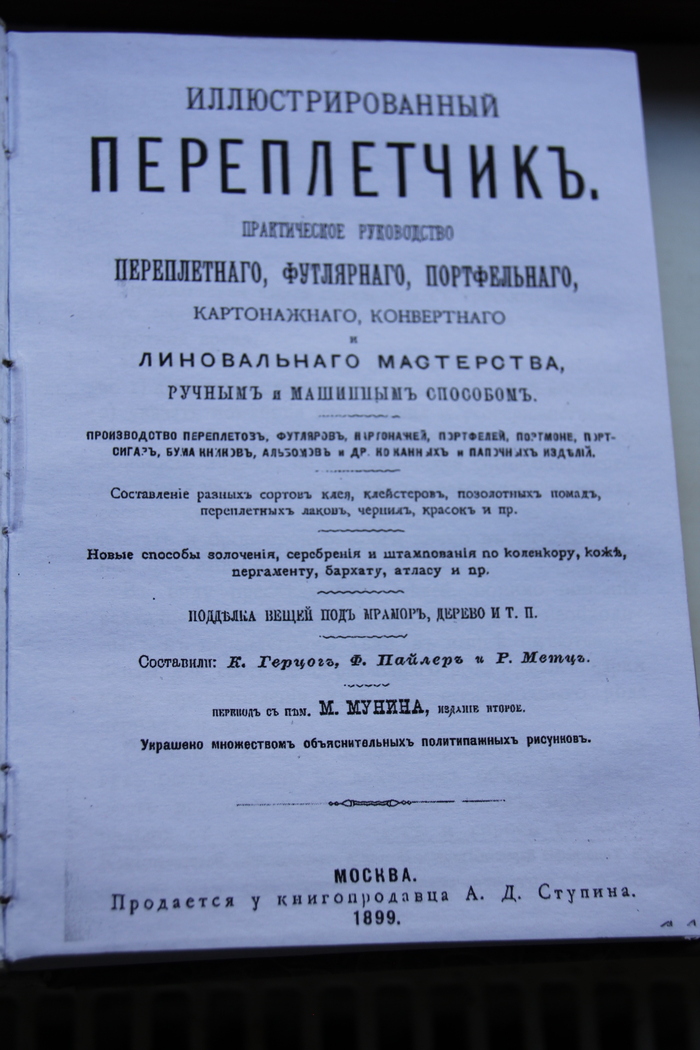 ИЛЛЮСТРИРОВАННЫЙ
ПЕРЕПЛЕТЧИКЪ.
ПРАКТИЧЕСКОЕ РУКОВОДСТВО
ПЕРЕПЛЕТНАГО, ФУТЛЯРНАГО, ПОРТФЕЛЬНАГО,
КАРТОНАЖНАГО, КОНВЕРТНАГО
и
ЛИНОВАЛЬНАГО МАСТЕРСТВА,
РУЧНЫМЪ и МАШИННЫМЪ СПОСОБОМЪ.
ПРОИЗВОДСТВО ПЕРЕПЛЕТОВЪ, ФУТЛЯРОВЪ, КАРТОНАЖЕЙ, ПОРТФЕЛЕЙ, ПОРТМОНЕ, ПОРТ-
СИГАРЪ, БУМАЖНИКОВЪ, АЛЬБОМОВЪ и ДР. КОЖАННЫХЪ и ПАПОЧНЫХЪ ИЗДѢЛІЙ.
Составленіе разныхъ сортовъ клея, клейстеровъ, позолотныхъ помадъ,
переплетныхъ лаковъ, чернилъ, красокъ и пр.
Новые способы золоченія, серебренія и штампованія по коленкору, кожѣ,
пергаменту, бархату, атласу и пр.
ПОДДѢЛКА ВЕЩЕЙ ПОДЪ МРАМОРЪ, ДЕРЕВО И Т. П.
Составили: К. Герцогъ, Ф. Пайлеръ и Р. Метцъ.
ПЕРЕВОДЪ СЪ НѢМ. М. МУНИНА, ИЗДАНІЕ ВТОРОЕ.
Украшено множествомъ объяснительныхъ политипажныхъ рисунковъ.
МОСКВА.
Продается у книгопродавца А. Д. Ступина.
1899.